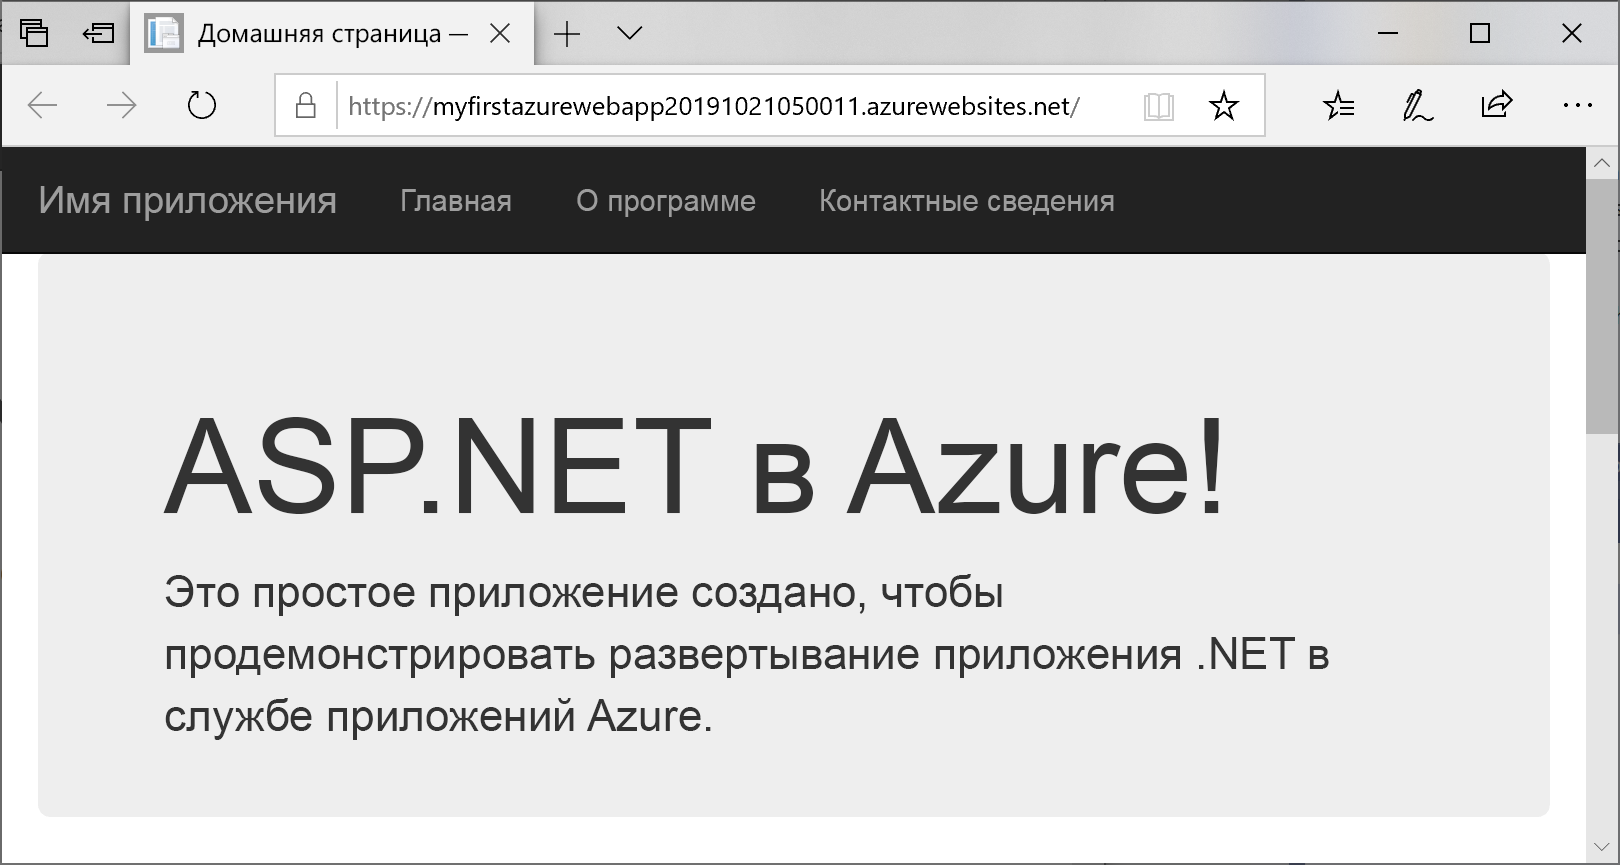 Домашняя страница —
https://myfirstazurewebapp20191021050011.azurewebsites.net/
Имя приложения Главная О программе Контактные сведения
ASP.NET в Azure!
Это простое приложение создано, чтобы
продемонстрировать развертывание приложения .NET в
службе приложений Azure.